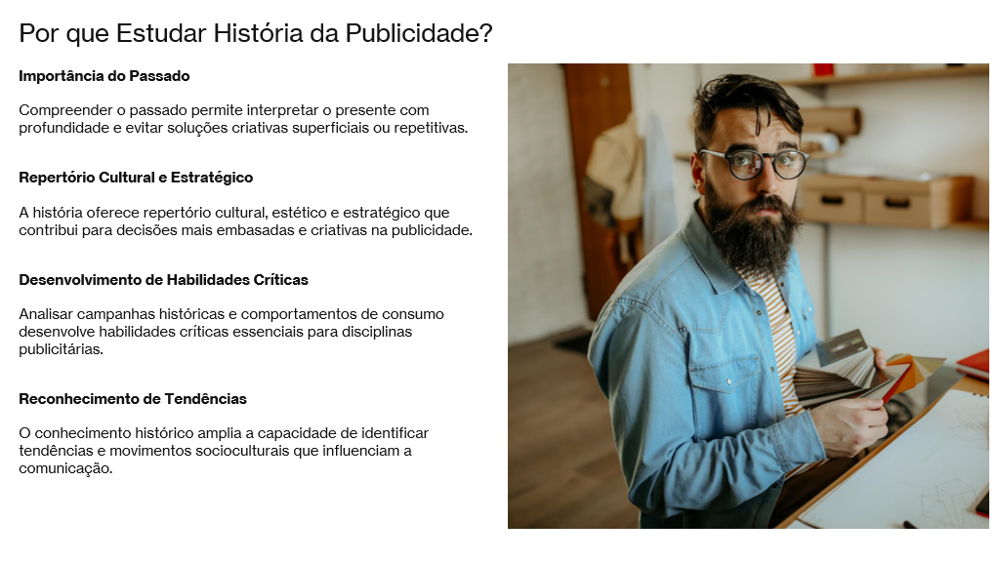 Por que Estudar História da Publicidade?
Importância do Passado
Compreender o passado permite interpretar o presente com
profundidade e evitar soluções criativas superficiais ou repetitivas.
Repertório Cultural e Estratégico
A história oferece repertório cultural, estético e estratégico que
contribui para decisões mais embasadas e criativas na publicidade.
Desenvolvimento de Habilidades Críticas
Analisar campanhas históricas e comportamentos de consumo
desenvolve habilidades críticas essenciais para disciplinas
publicitárias.
Reconhecimento de Tendências
O conhecimento histórico amplia a capacidade de identificar
tendências e movimentos socioculturais que influenciam a
comunicação.